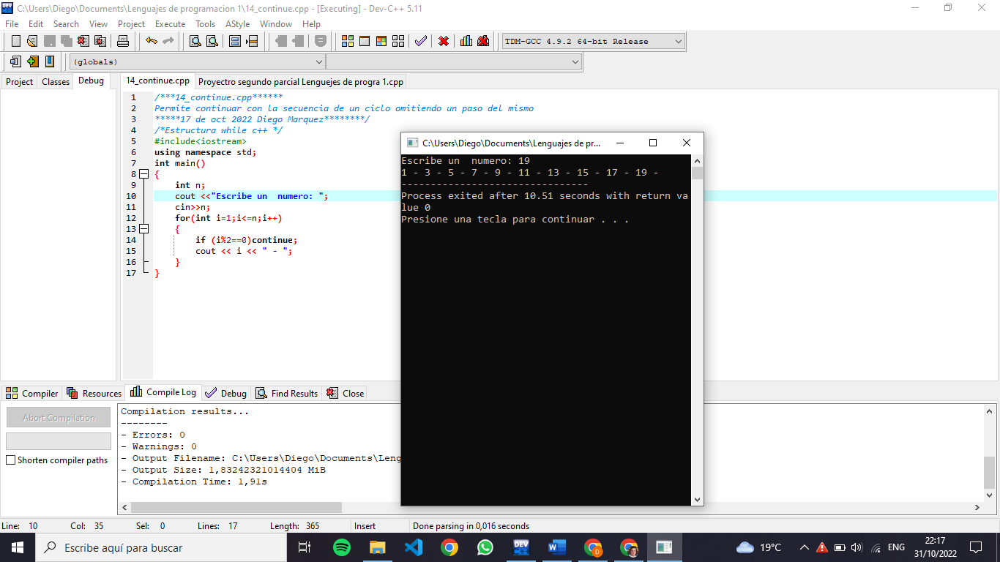 C:\Users\Diego\Documents\Lenguajes de programacion 1\14_continue.cpp - [Executing] - Dev-C++ 5.11
File Edit Search View Project Execute Tools AStyle Window Help
TDM-GCC 4.9.2 64-bit Release
(globals)
Project Classes Debug
14_continue.cpp Proyectro segundo parcial Lenguejes de progra 1.cpp
1 /***14_continue.cpp******
2 Permite continuar con la secuencia de un ciclo omitiendo un paso del mismo
3 *****17 de oct 2022 Diego Marquez********/
4 /*Estructura while c++ */
5 #include<iostream>
6 using namespace std;
7 int main()
8 {
9 int n;
10 cout <<"Escribe un  numero: ";
11 cin>>n;
12 for(int i=1;i<=n;i++)
13 {
14 if (i%2==0)continue;
15 cout << i << " - ";
16 }
17 }
C:\Users\Diego\Documents\Lenguajes de pr...
Escribe un  numero: 19
1 - 3 - 5 - 7 - 9 - 11 - 13 - 15 - 17 - 19 -
--------------------------------
Process exited after 10.51 seconds with return va
lue 0
Presione una tecla para continuar . . .
Compiler Resources Compile Log Debug Find Results Close
Abort Compilation
Shorten compiler paths
Compilation results...
--------
- Errors: 0
- Warnings: 0
- Output Filename: C:\Users\Diego\Documents\Leng
- Output Size: 1,83242321014404 MiB
- Compilation Time: 1,91s
Line: 10 Col: 35 Sel: 0 Lines: 17 Length: 365 Insert Done parsing in 0,016 seconds
Escribe aquí para buscar
19°C
ENG
22:17
31/10/2022